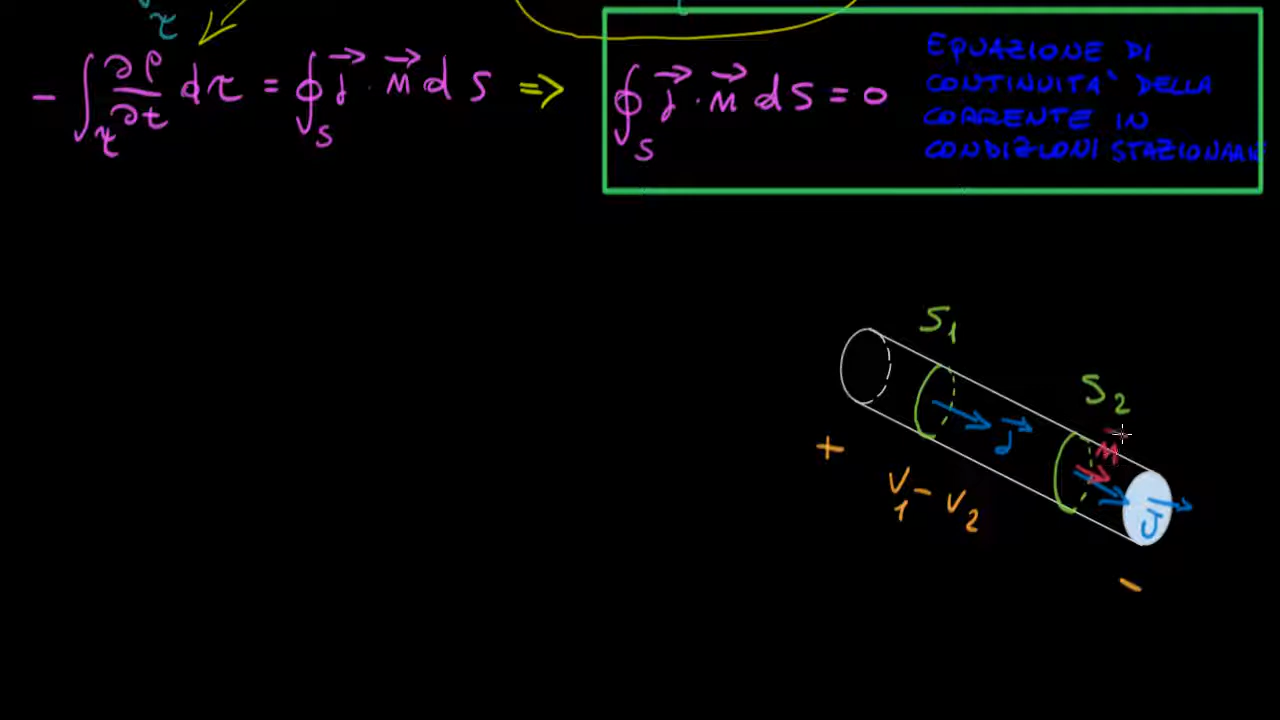 τ
τ
- ∫_τ ∂ρ/∂t dτ = ∮_S j⃗ · n⃗ dS => ∮_S j⃗ · n⃗ dS = 0
EQUAZIONE DI
CONTINUITA' DELLA
CORRENTE IN
CONDIZIONI STAZIONARIE
S1
S2
j⃗
n⃗
+
V1 - V2
J
-